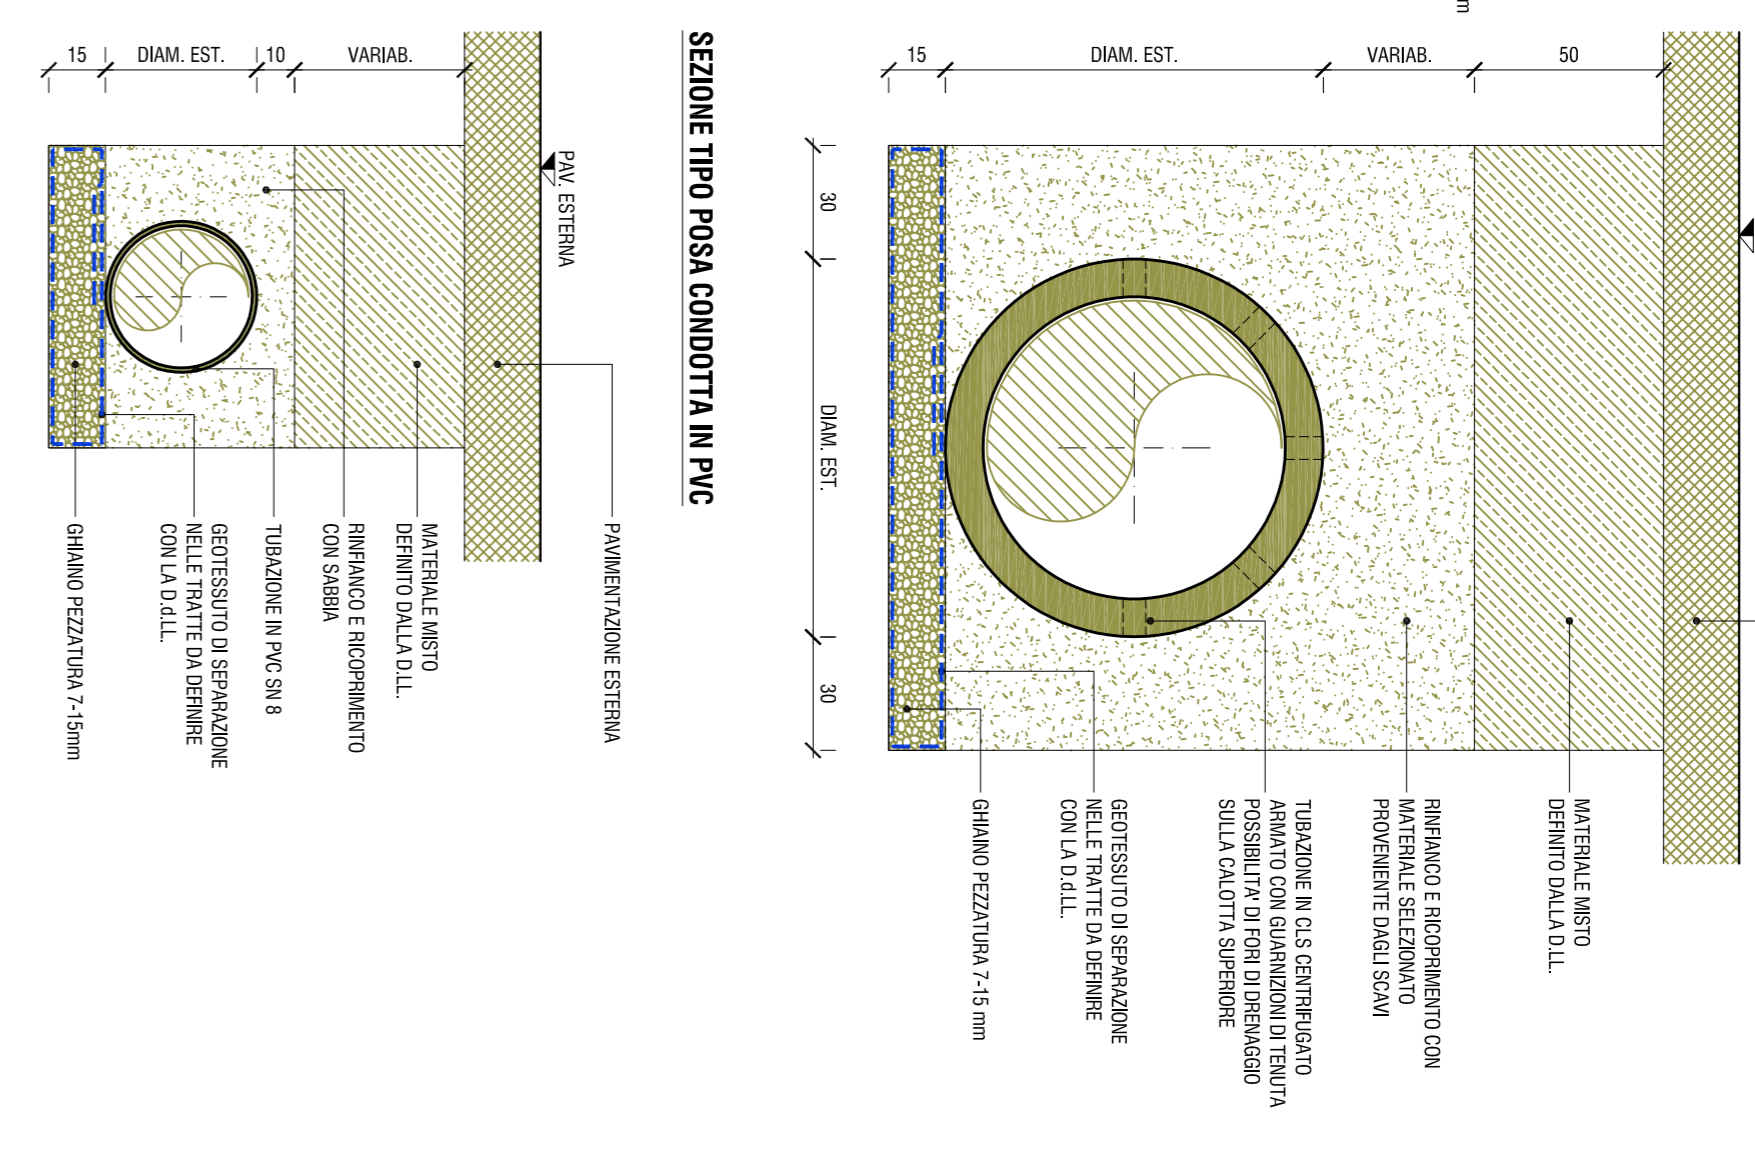 m
15
DIAM. EST.
VARIAB.
50
30
DIAM. EST.
30
MATERIALE MISTO
DEFINITO DALLA D.LL.
RINFIANCO E RICOPRIMENTO CON
MATERIALE SELEZIONATO
PROVENIENTE DAGLI SCAVI
TUBAZIONE IN CLS CENTRIFUGATO
ARMATO CON GUARNIZIONI DI TENUTA
POSSIBILITA' DI FORI DI DRENAGGIO
SULLA CALOTTA SUPERIORE
GEOTESSUTO DI SEPARAZIONE
NELLE TRATTE DA DEFINIRE
CON LA D.d.LL.
GHIAINO PEZZATURA 7-15 mm
SEZIONE TIPO POSA CONDOTTA IN PVC
15
DIAM. EST.
10
VARIAB.
PAV. ESTERNA
PAVIMENTAZIONE ESTERNA
MATERIALE MISTO
DEFINITO DALLA D.LL.
RINFIANCO E RICOPRIMENTO
CON SABBIA
TUBAZIONE IN PVC SN 8
GEOTESSUTO DI SEPARAZIONE
NELLE TRATTE DA DEFINIRE
CON LA D.d.LL.
GHIAINO PEZZATURA 7-15mm